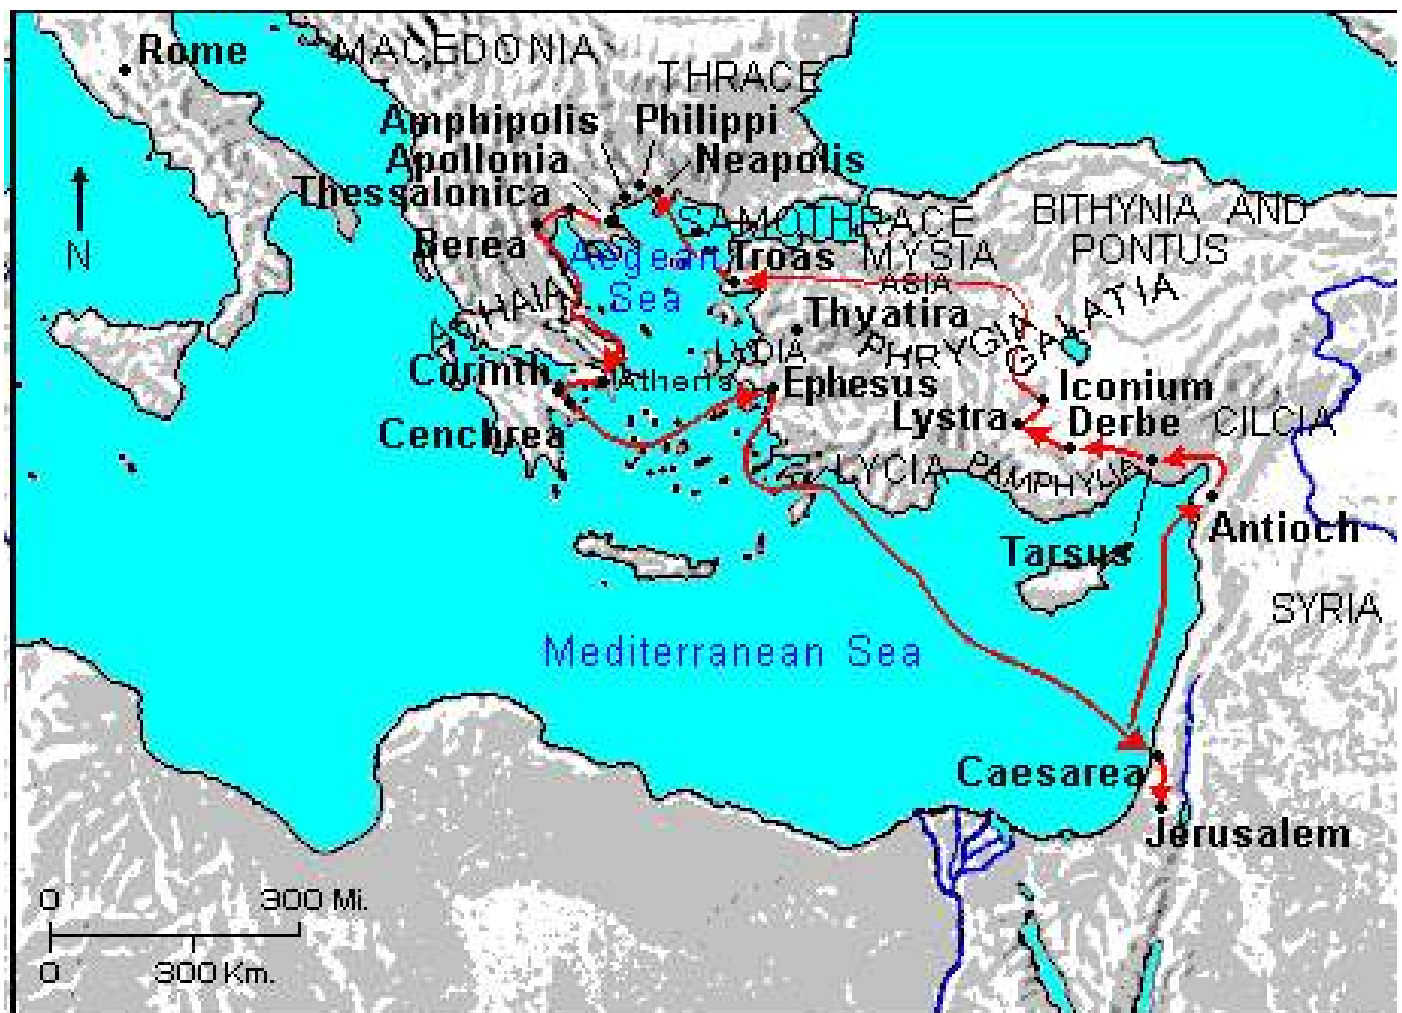 Rome
MACEDONIA
THRACE
Amphipolis
Philippi
Apollonia
Neapolis
Thessalonica
SAMOTHRACE
BITHYNIA AND
PONTUS
N
Berea
Aegean
Sea
Troas
MYSIA
ASIA
ACHAIA
Thyatira
PHRYGIA
GALATIA
LYDIA
Corinth
Athens
Ephesus
Iconium
Lystra
Derbe
CILCIA
Cenchrea
LYCIA
PAMPHYLIA
Antioch
Tarsus
SYRIA
Mediterranean Sea
Caesarea
Jerusalem
0 300 Mi.
0 300 Km.